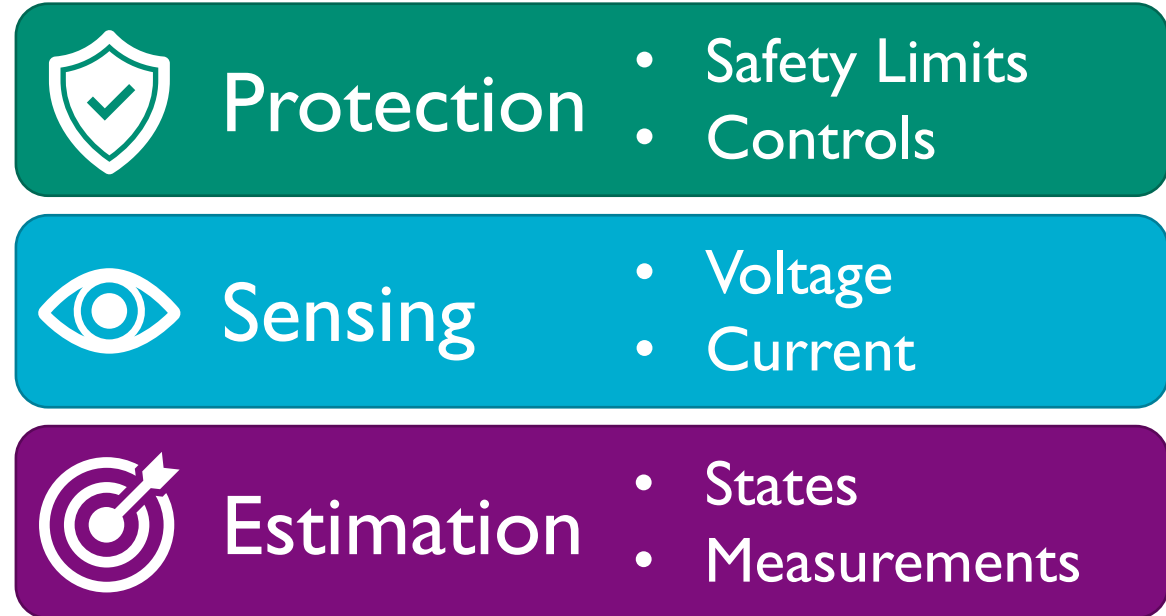 Protection
• Safety Limits
• Controls
Sensing
• Voltage
• Current
Estimation
• States
• Measurements